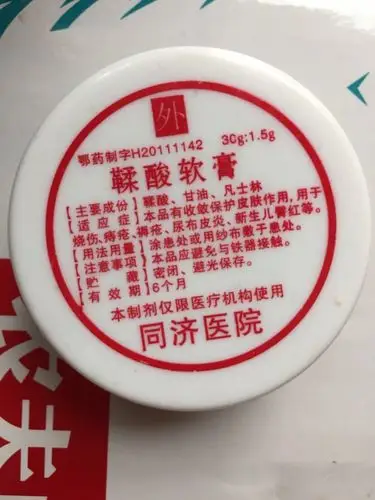 外
鄂药制字H20111142 30g:1.5g
鞣酸软膏
【主要成份】鞣酸、甘油、凡士林
【适应症】本品有收敛保护皮肤作用,用于
烧伤、痔疮、褥疮、尿布皮炎、新生儿臀红等。
【用法用量】涂患处或用纱布敷于患处。
【注意事项】本品应避免与铁器接触。
【贮藏】密闭、避光保存。
【有效期】6个月
本制剂仅限医疗机构使用
同济医院